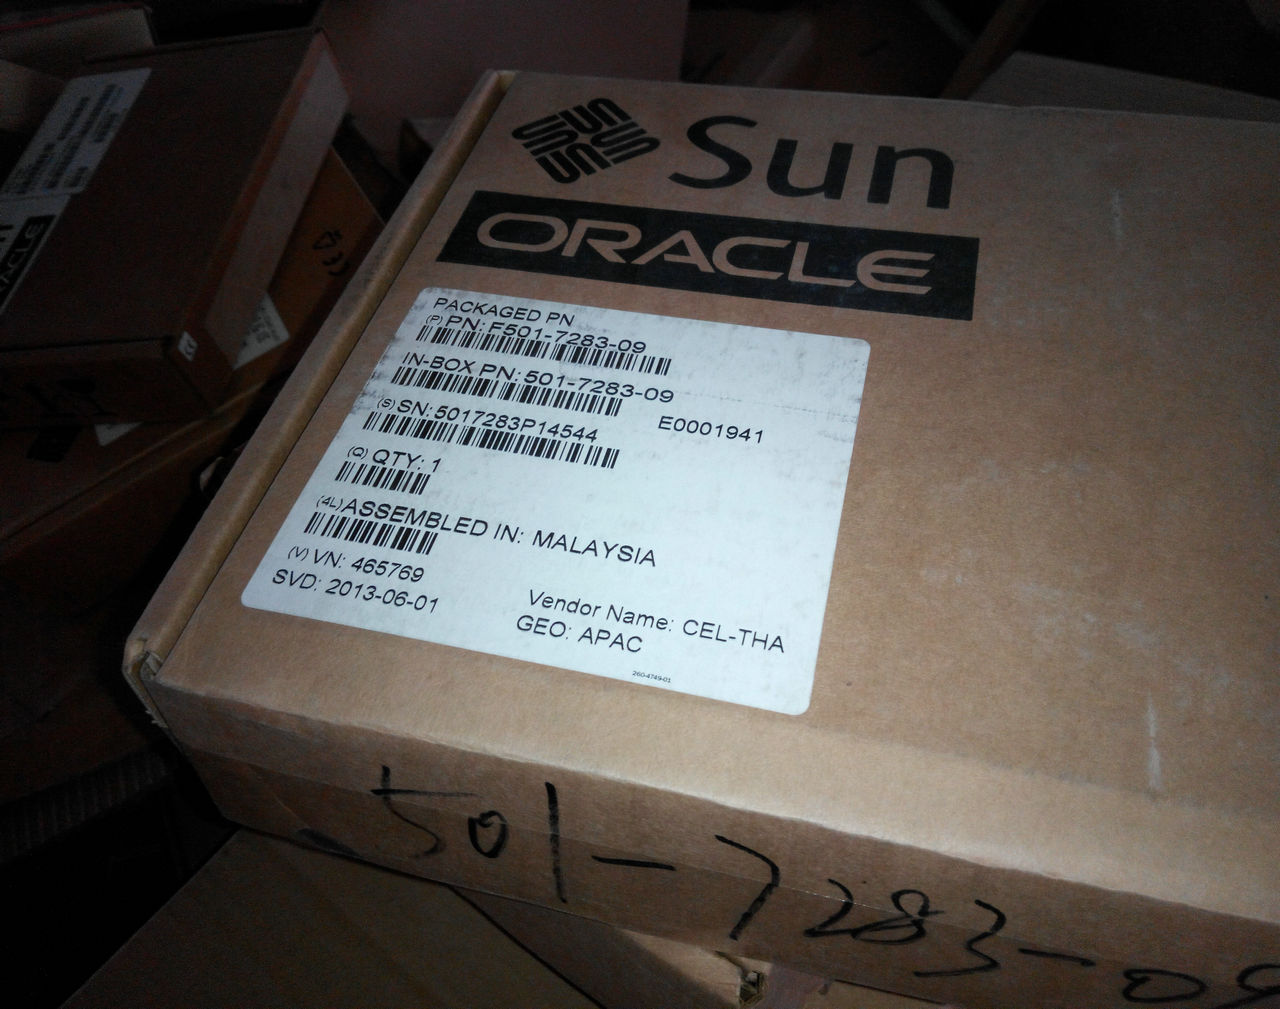 Sun
ORACLE
PACKAGED PN
(P) PN: F501-7283-09
IN-BOX PN: 501-7283-09
E0001941
(S) SN: 5017283P14544
(Q) QTY: 1
(4L) ASSEMBLED IN: MALAYSIA
(V) VN: 465769
SVD: 2013-06-01
Vendor Name: CEL-THA
GEO: APAC
260-4749-01
501-7283-09